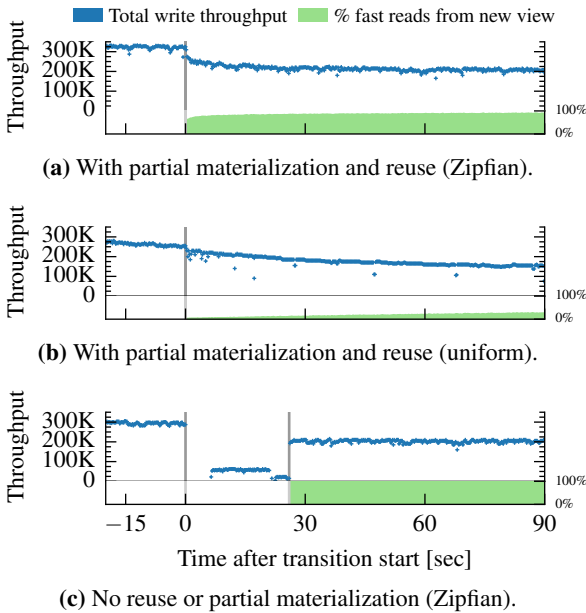 Total write throughput % fast reads from new view
Throughput
300K
200K
100K
0
100%
0%
(a) With partial materialization and reuse (Zipfian).
Throughput
300K
200K
100K
0
100%
0%
(b) With partial materialization and reuse (uniform).
Throughput
300K
200K
100K
0
100%
0%
−15 0 30 60 90
Time after transition start [sec]
(c) No reuse or partial materialization (Zipfian).